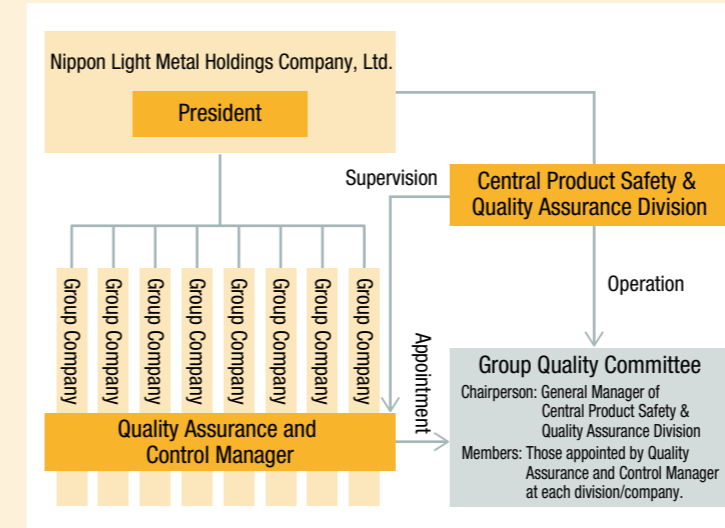 Nippon Light Metal Holdings Company, Ltd.
President
Supervision
Central Product Safety &
Quality Assurance Division
Group Company
Group Company
Group Company
Group Company
Group Company
Group Company
Group Company
Group Company
Operation
Appointment
Quality Assurance and
Control Manager
Group Quality Committee
Chairperson: General Manager of
Central Product Safety &
Quality Assurance Division
Members: Those appointed by Quality
Assurance and Control Manager
at each division/company.